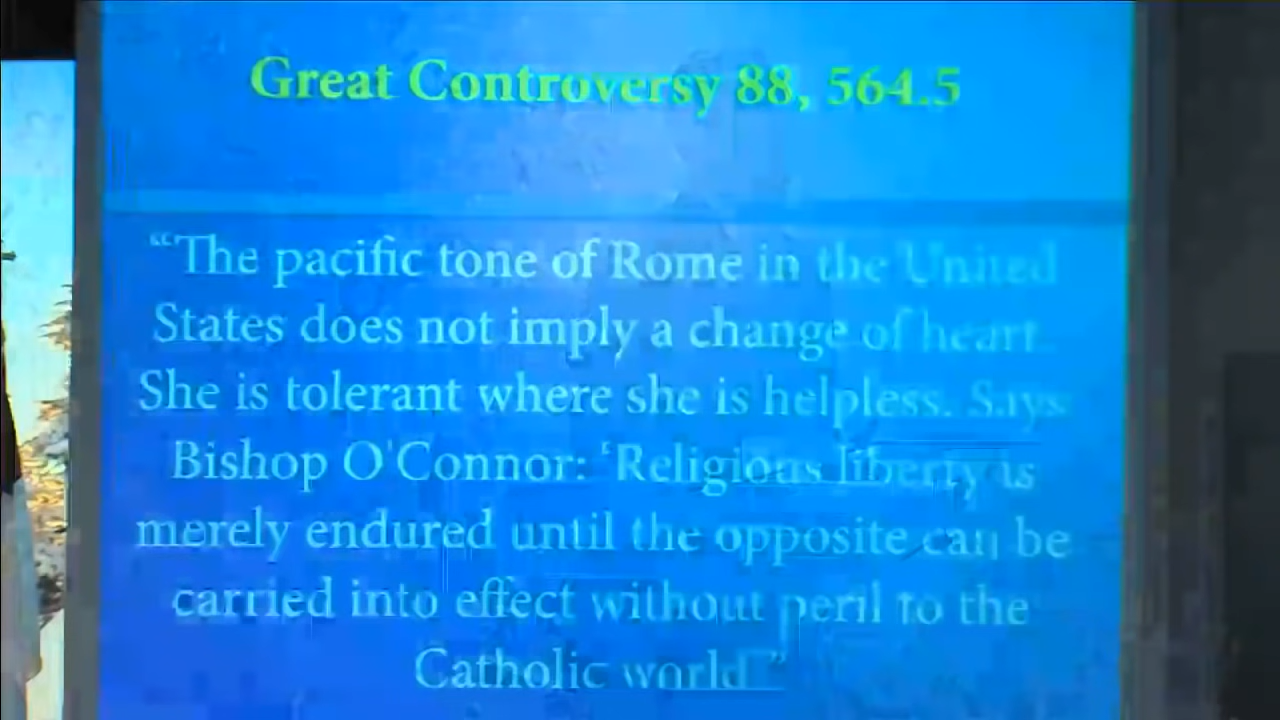 Great Controversy 88, 564.5
“The pacific tone of Rome in the United
States does not imply a change of heart.
She is tolerant where she is helpless. Says
Bishop O'Connor: ‘Religious liberty is
merely endured until the opposite can be
carried into effect without peril to the
Catholic world.”